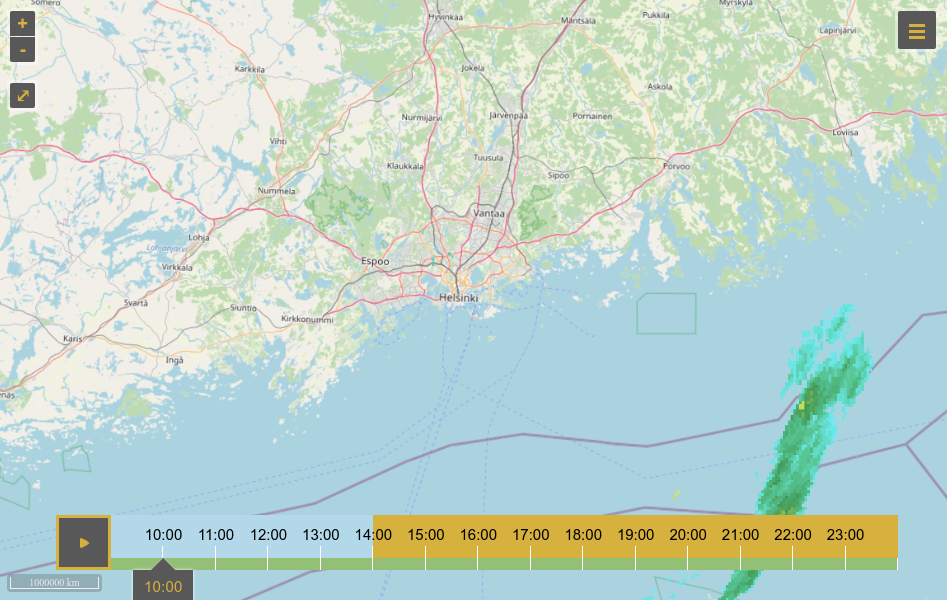 Somero
Hyvinkää
Mäntsälä
Pukkila
Myrskylä
+
-
Lapinjärvi
Karkkila
Jokela
Askola
Nurmijärvi
Järvenpää
Pornainen
Loviisa
Vihti
Klaukkala
Tuusula
Sipoo
Porvoo
Nummela
Vantaa
Lohja
Lohjanjärvi
Virkkala
Espoo
Helsinki
Svartå
Siuntio
Kirkkonummi
Karis
Ingå
10:00 11:00 12:00 13:00 14:00 15:00 16:00 17:00 18:00 19:00 20:00 21:00 22:00 23:00
1000000 km
10:00